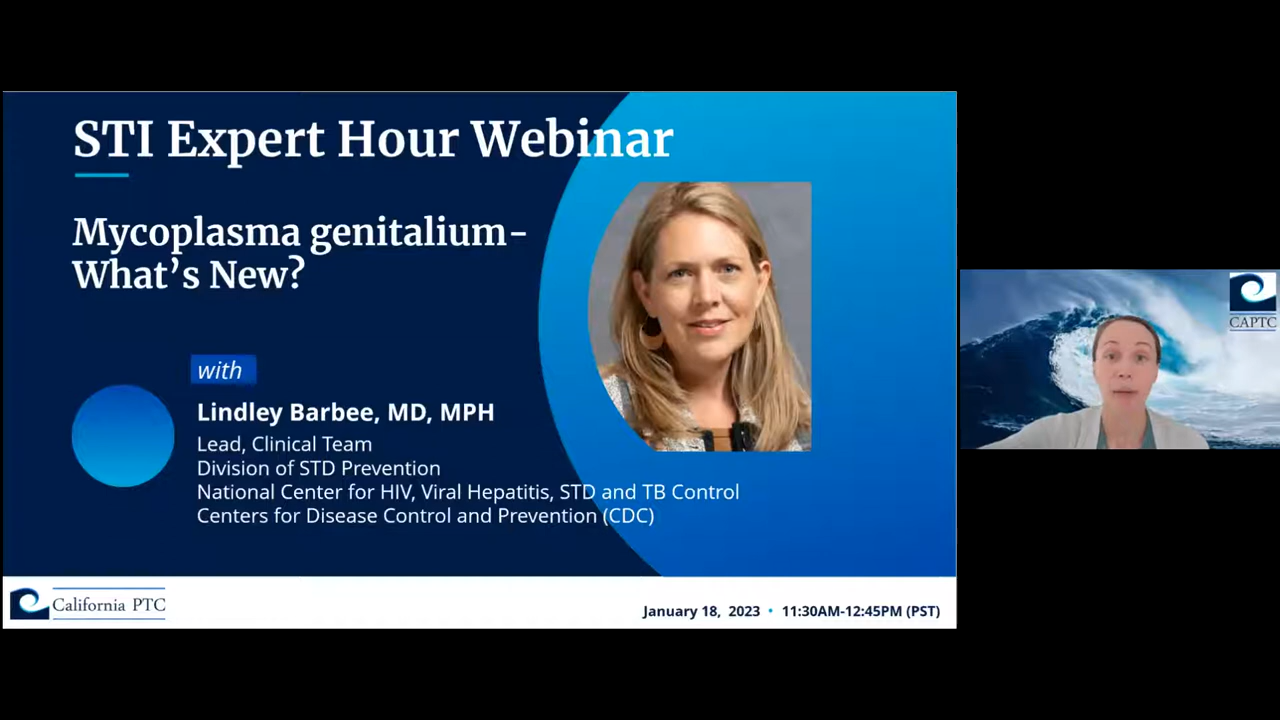 STI Expert Hour Webinar
Mycoplasma genitalium-
What's New?
with
Lindley Barbee, MD, MPH
Lead, Clinical Team
Division of STD Prevention
National Center for HIV, Viral Hepatitis, STD and TB Control
Centers for Disease Control and Prevention (CDC)
California PTC
January 18, 2023 • 11:30AM-12:45PM (PST)
CAPTC